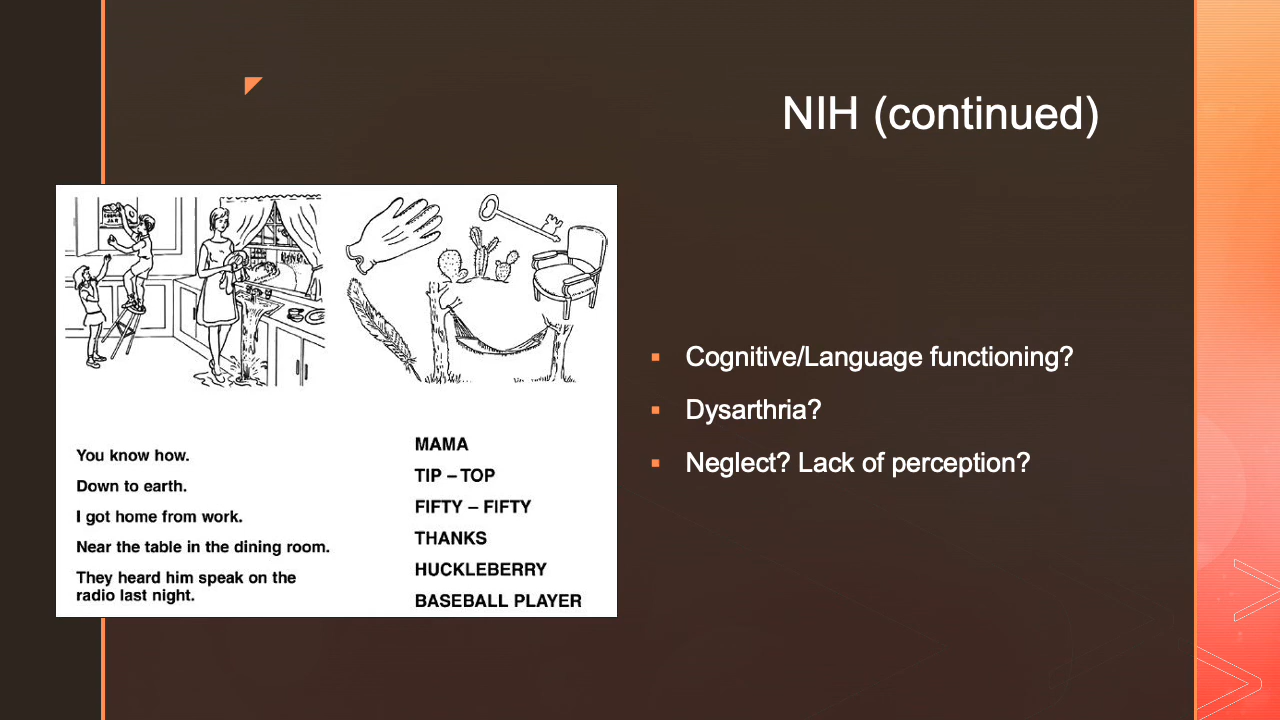 NIH (continued)
COOKIE
JAR
You know how.
Down to earth.
I got home from work.
Near the table in the dining room.
They heard him speak on the
radio last night.
MAMA
TIP – TOP
FIFTY – FIFTY
THANKS
HUCKLEBERRY
BASEBALL PLAYER
Cognitive/Language functioning?
Dysarthria?
Neglect? Lack of perception?